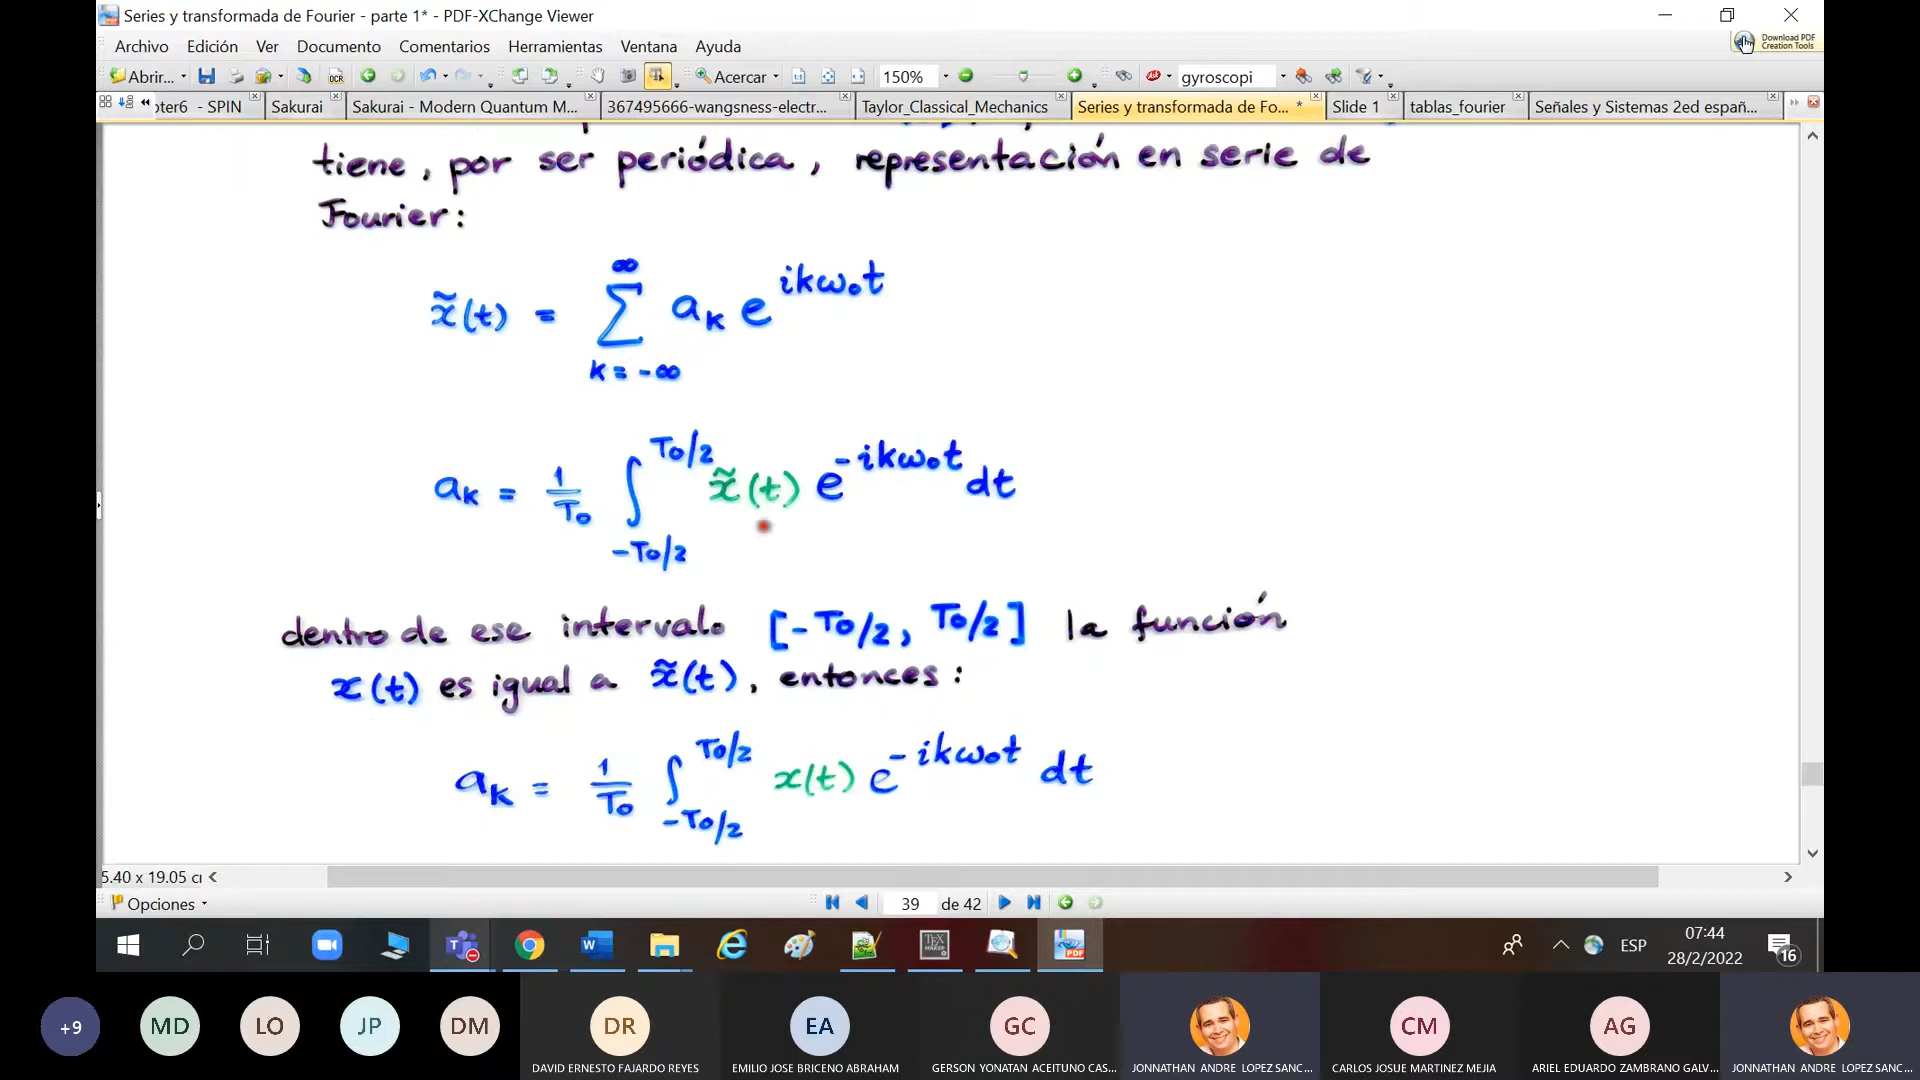 Series y transformada de Fourier - parte 1* - PDF-XChange Viewer
Archivo Edición Ver Documento Comentarios Herramientas Ventana Ayuda
Download PDF
Creation Tools
Abrir... OCR Acercar 150% gyroscopi
oter6 - SPIN Sakurai Sakurai - Modern Quantum M... 367495666-wangsness-electr... Taylor_Classical_Mechanics Series y transformada de Fo... * Slide 1 tablas_fourier Señales y Sistemas 2ed españ...
tiene, por ser periódica, representación en serie de
Fourier:
x̃(t) = ∑_{k=-∞}^{∞} a_k e^{ikω₀t}
a_k = 1/T₀ ∫_{-T₀/2}^{T₀/2} x̃(t) e^{-ikω₀t} dt
dentro de ese intervalo [-T₀/2, T₀/2] la función
x(t) es igual a x̃(t), entonces:
a_k = 1/T₀ ∫_{-T₀/2}^{T₀/2} x(t) e^{-ikω₀t} dt
5.40 x 19.05 c
Opciones 39 de 42
ESP 07:44
28/2/2022 16
+9 MD LO JP DM DR EA GC CM AG
DAVID ERNESTO FAJARDO REYES EMILIO JOSE BRICENO ABRAHAM GERSON YONATAN ACEITUNO CAS... JONNATHAN ANDRE LOPEZ SANC... CARLOS JOSUE MARTINEZ MEJIA ARIEL EDUARDO ZAMBRANO GALV... JONNATHAN ANDRE LOPEZ SANC...